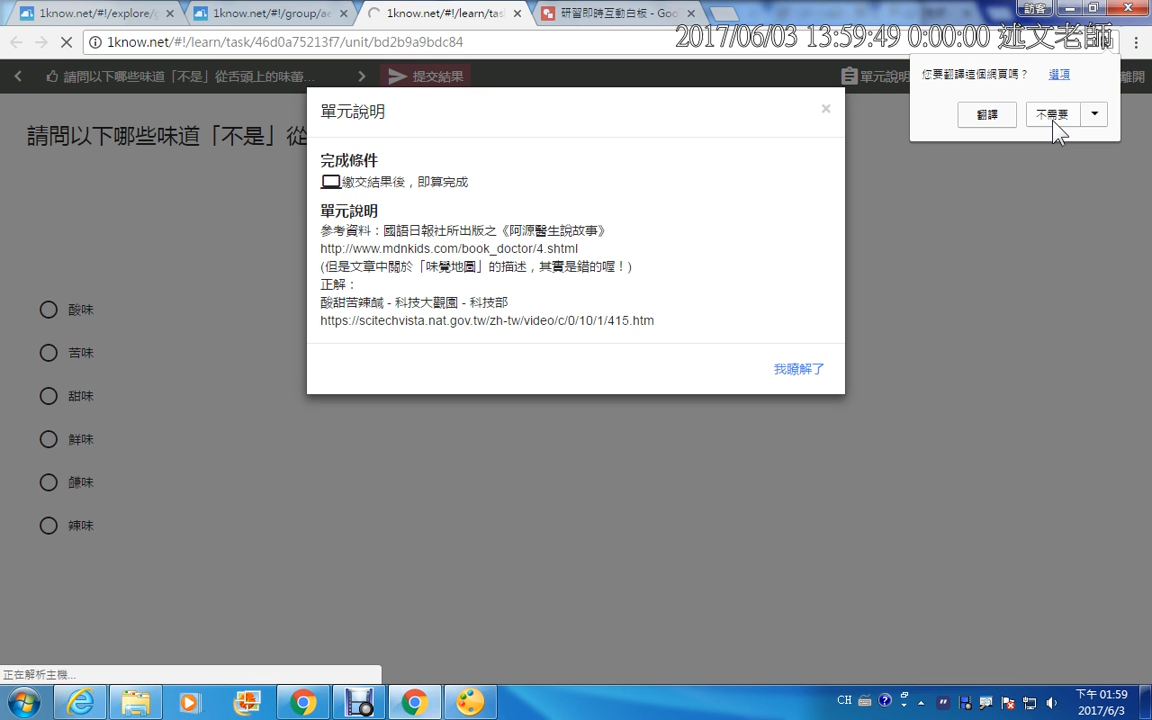 1know.net/#!/explore/g
1know.net/#!/group/ae
1know.net/#!/learn/tas
研習即時互動白板 - Goo
訪客
1know.net/#!/learn/task/46d0a75213f7/unit/bd2b9a9bdc84
2017/06/03 13:59:49 0:00:00 述文老師
請問以下哪些味道「不是」從舌頭上的味蕾...
提交結果
單元說明
離開
您要翻譯這個網頁嗎？
選項
翻譯
不需要
請問以下哪些味道「不是」從
單元說明
×
完成條件
繳交結果後，即算完成
單元說明
參考資料：國語日報社所出版之《阿源醫生說故事》
http://www.mdnkids.com/book_doctor/4.shtml
(但是文章中關於「味覺地圖」的描述，其實是錯的喔！)
正解：
酸甜苦辣鹹 - 科技大觀園 - 科技部
https://scitechvista.nat.gov.tw/zh-tw/video/c/0/10/1/415.htm
我瞭解了
酸味
苦味
甜味
鮮味
鹹味
辣味
正在解析主機...
CH
下午 01:59
2017/6/3